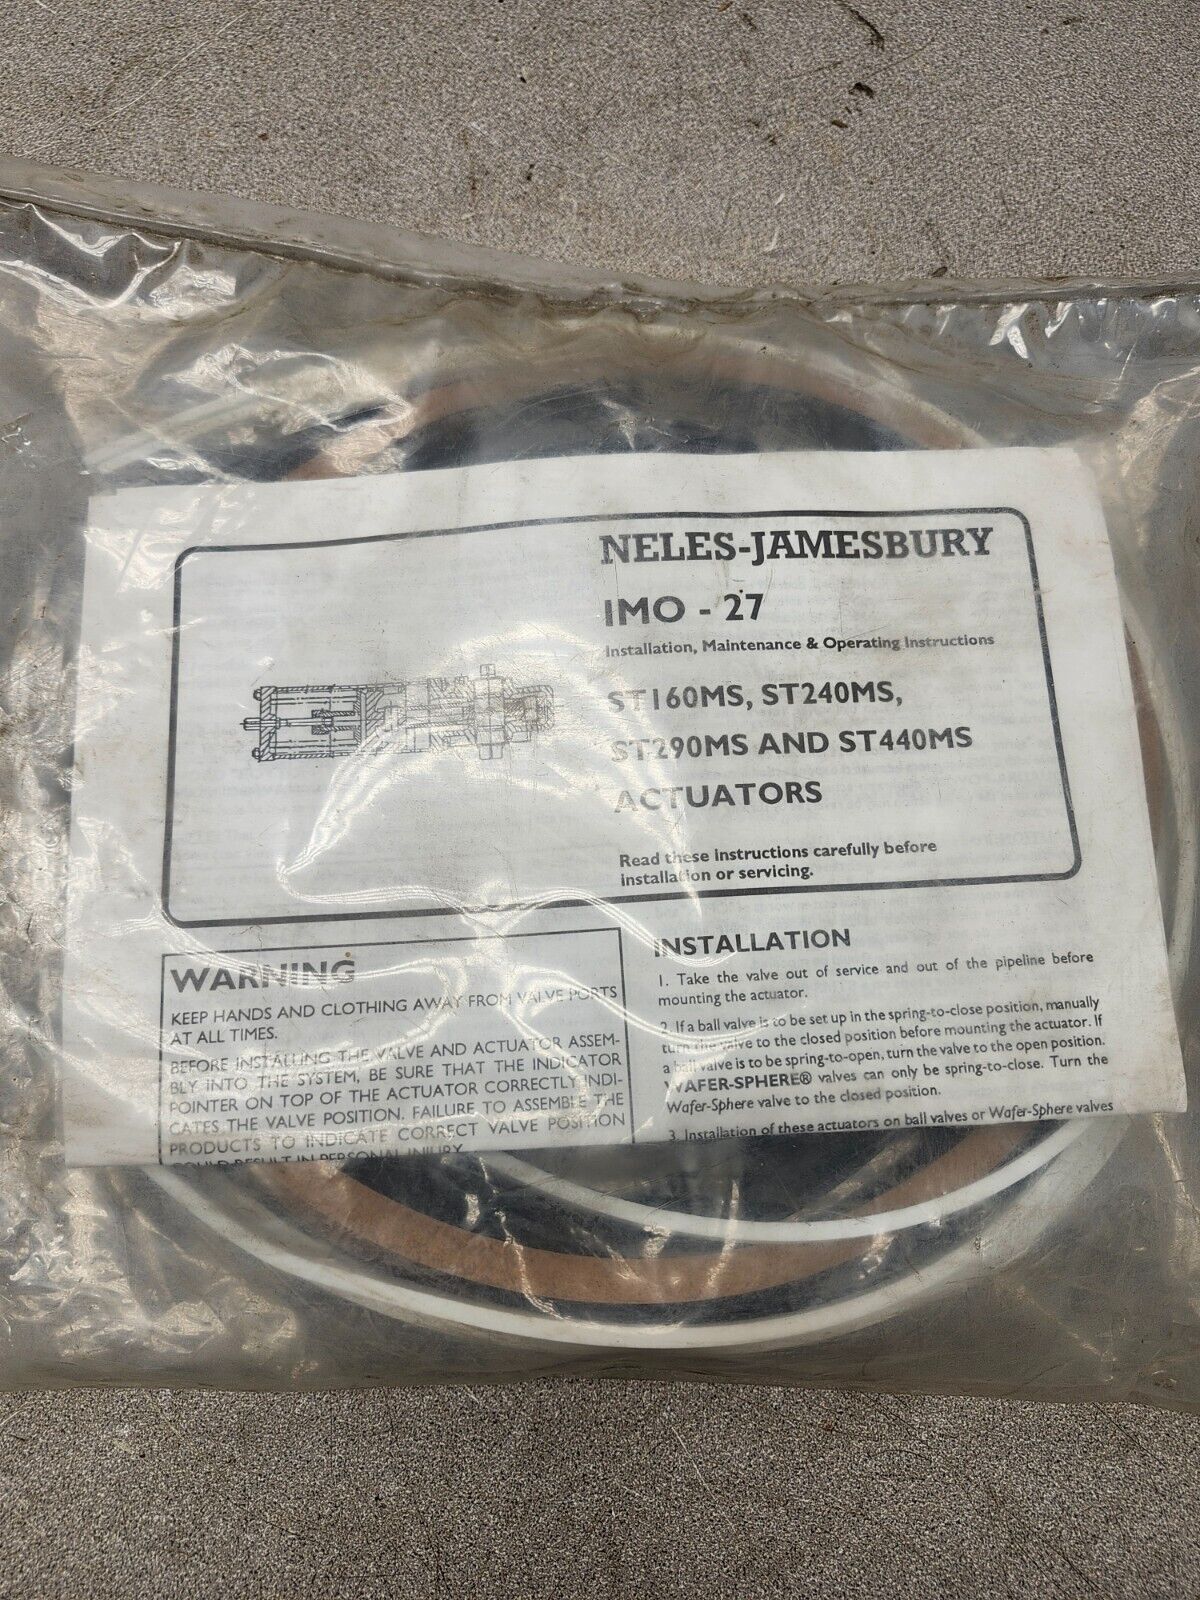 NELES-JAMESBURY
IMO - 27
Installation, Maintenance & Operating Instructions
ST160MS, ST240MS,
ST290MS AND ST440MS
ACTUATORS
Read these instructions carefully before
installation or servicing.
WARNING
KEEP HANDS AND CLOTHING AWAY FROM VALVE PORTS
AT ALL TIMES.
BEFORE INSTALLING THE VALVE AND ACTUATOR ASSEM-
BLY INTO THE SYSTEM, BE SURE THAT THE INDICATOR
POINTER ON TOP OF THE ACTUATOR CORRECTLY INDI-
CATES THE VALVE POSITION. FAILURE TO ASSEMBLE THE
PRODUCTS TO INDICATE CORRECT VALVE POSITION
COULD RESULT IN PERSONAL INJURY.
INSTALLATION
1. Take the valve out of service and out of the pipeline before
mounting the actuator.
2. If a ball valve is to be set up in the spring-to-close position, manually
turn the valve to the closed position before mounting the actuator. If
a ball valve is to be spring-to-open, turn the valve to the open position.
WAFER-SPHERE® valves can only be spring-to-close. Turn the
Wafer-Sphere valve to the closed position.
3. Installation of these actuators on ball valves or Wafer-Sphere valves